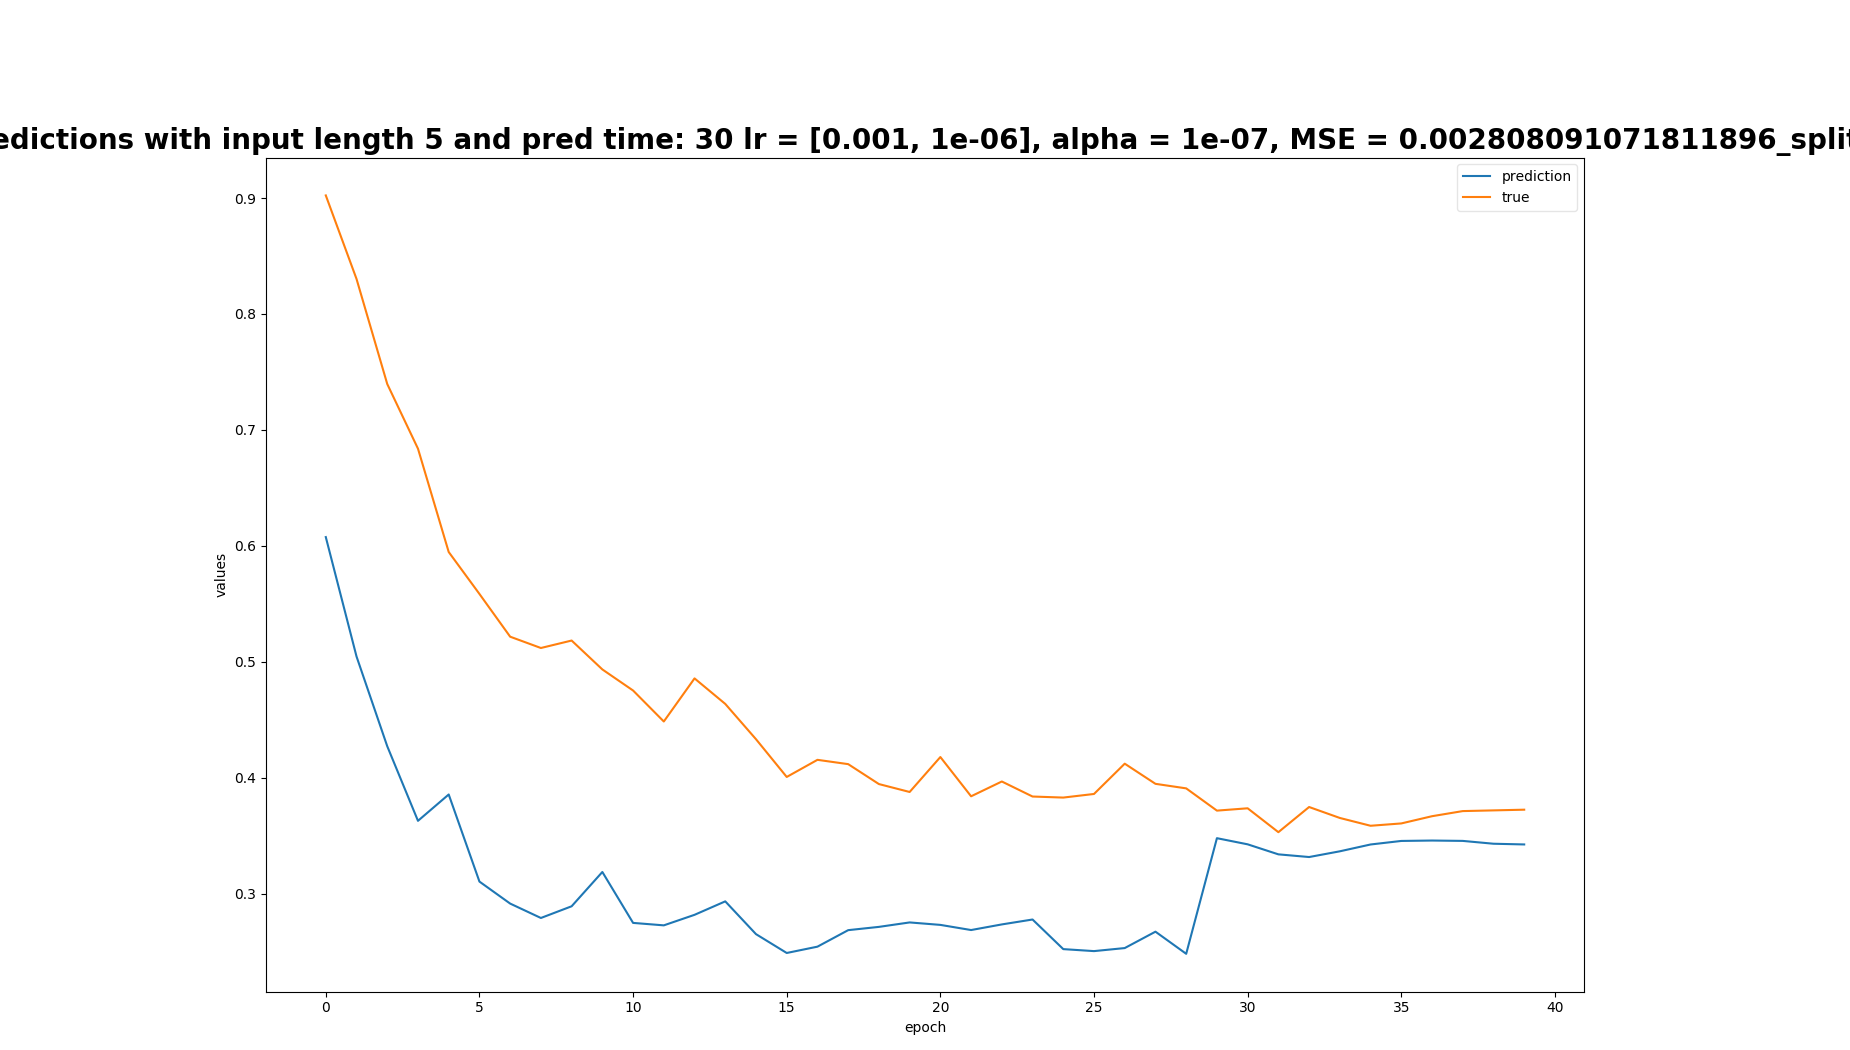 edictions with input length 5 and pred time: 30 lr = [0.001, 1e-06], alpha = 1e-07, MSE = 0.002808091071811896_split
prediction
true
0.9
0.8
0.7
0.6
0.5
0.4
0.3
values
0 5 10 15 20 25 30 35 40
epoch